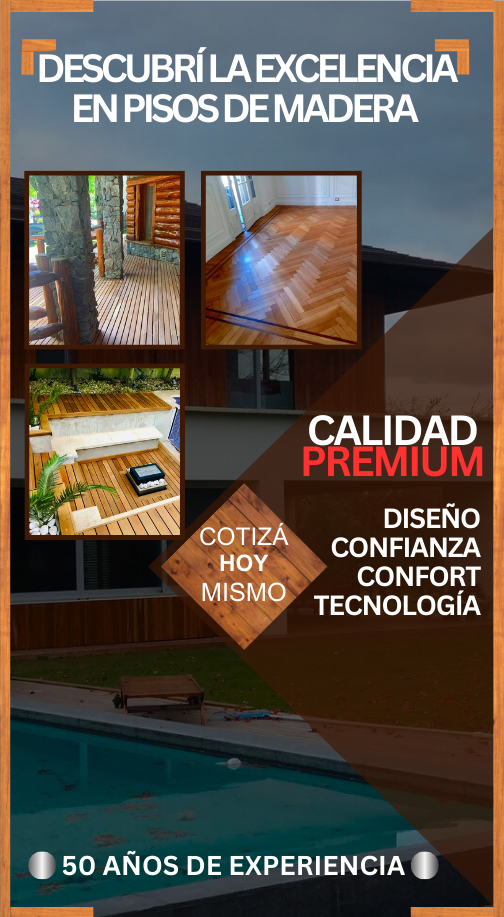 DESCUBRÍ LA EXCELENCIA
EN PISOS DE MADERA
CALIDAD
PREMIUM
DISEÑO
CONFIANZA
CONFORT
TECNOLOGÍA
COTIZÁ
HOY
MISMO
50 AÑOS DE EXPERIENCIA